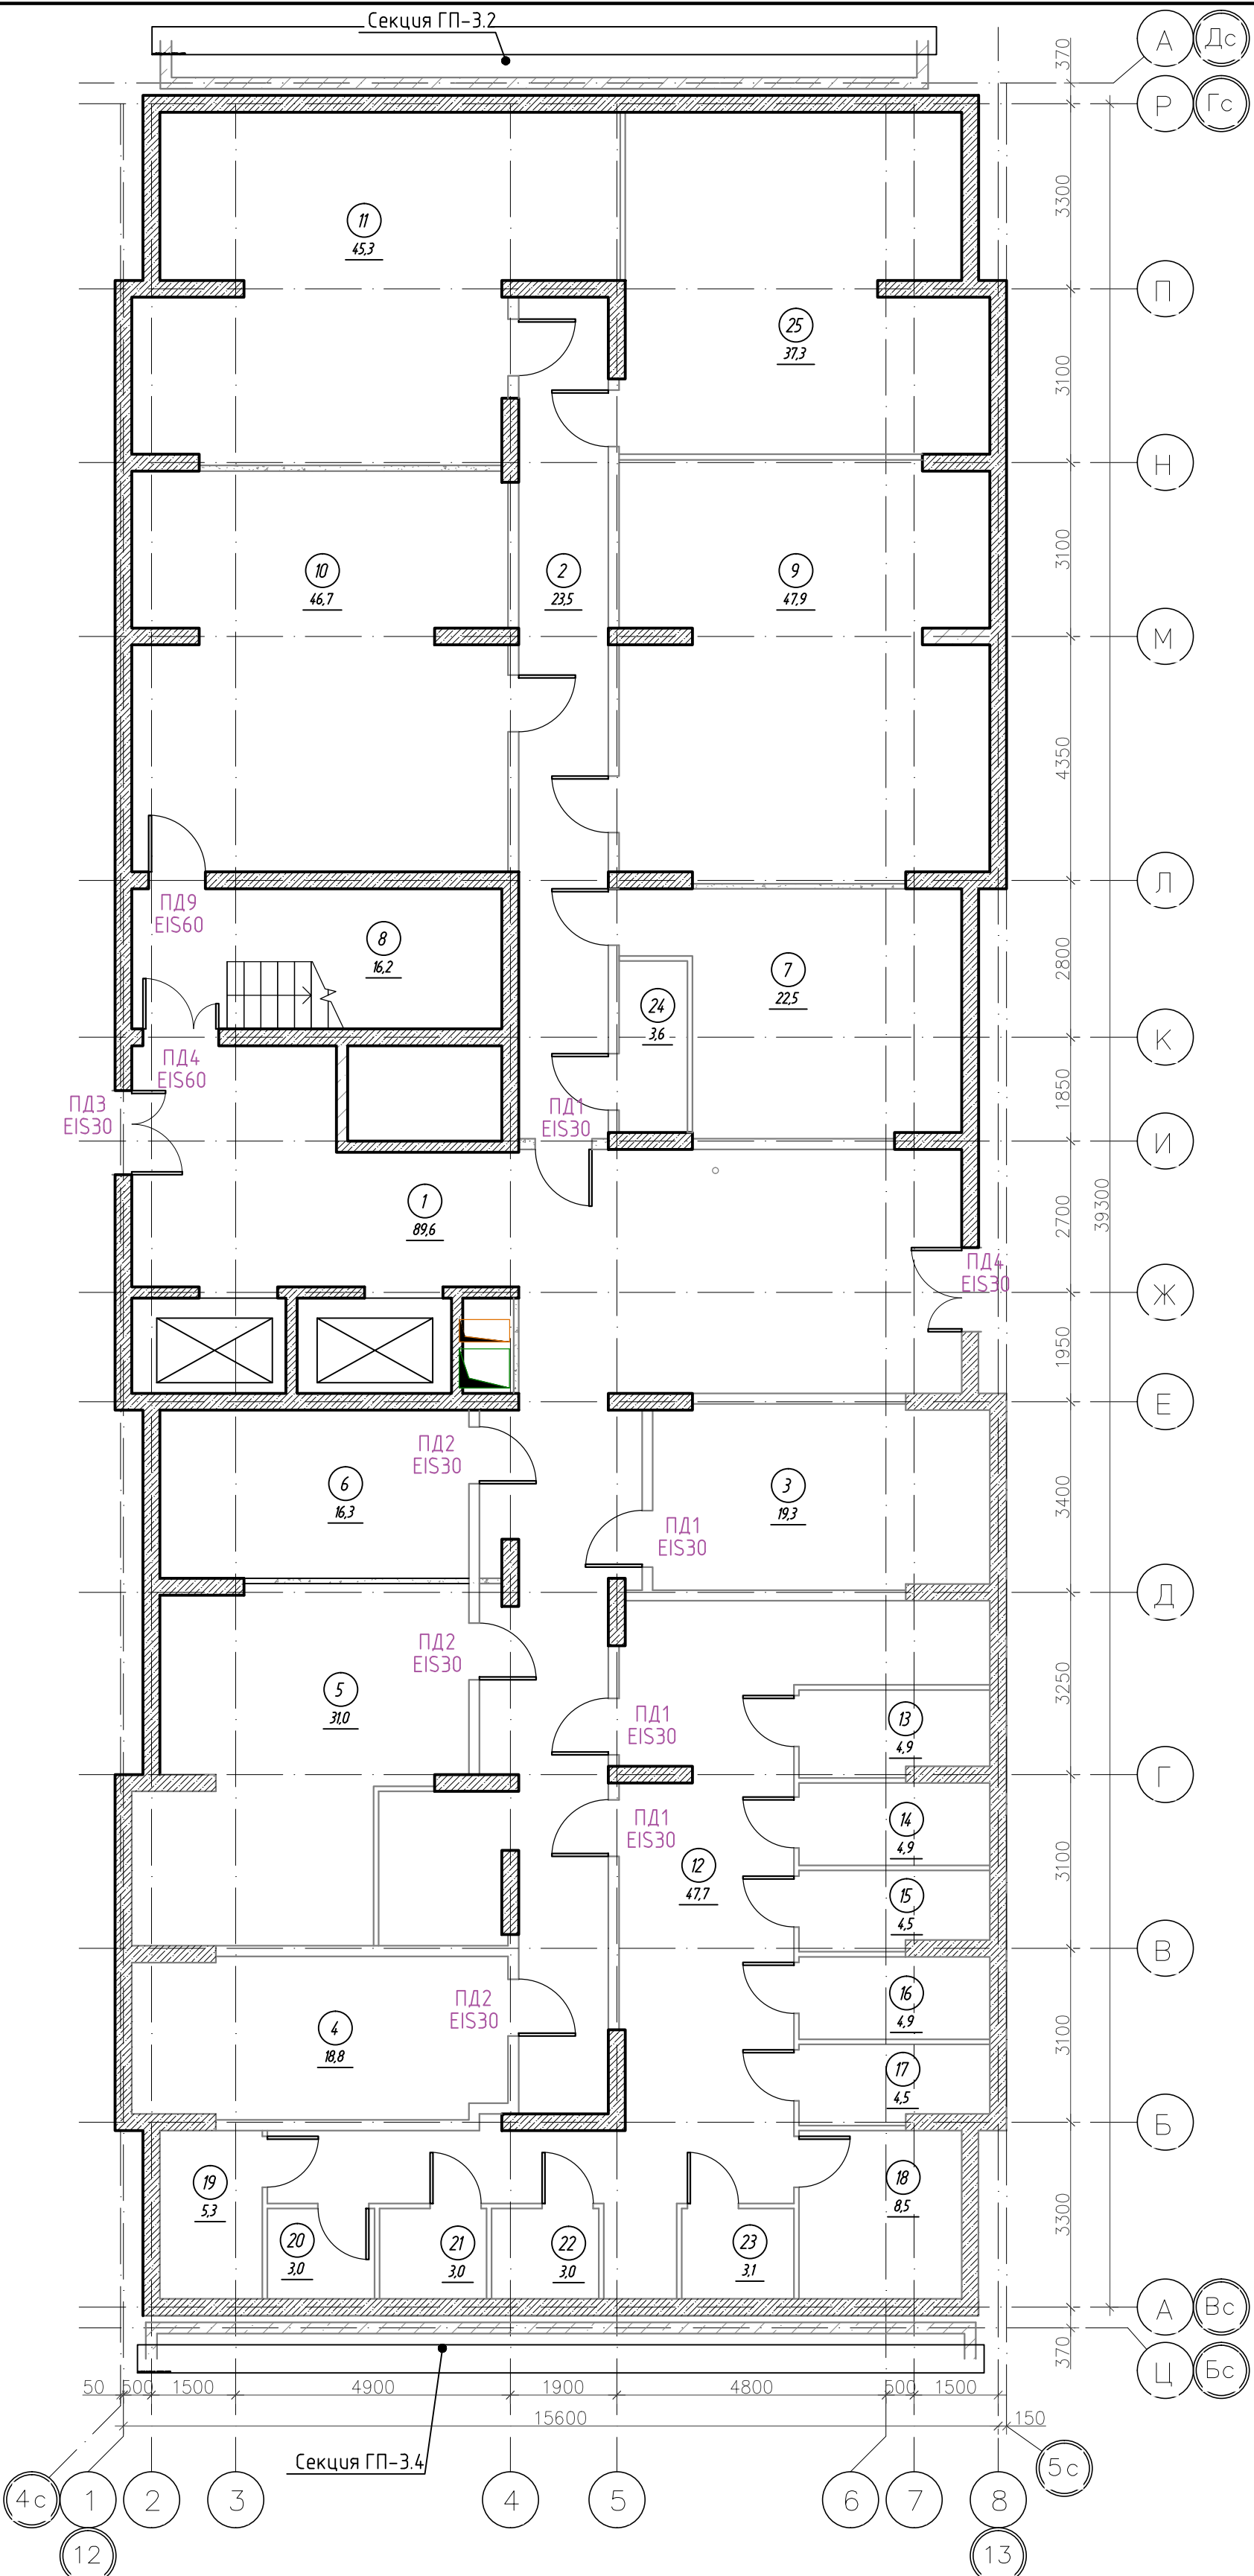 Секция ГП-3.2
А Дс
370
Р Гс
3300
11
45,3
П
25
37,3
3100
Н
10
46,7
2
23,5
9
47,9
3100
М
4350
Л
ПД9
EIS60
8
16,2
7
22,5
24
3,6
2800
К
ПД4
EIS60
ПД3
EIS30
ПД1
EIS30
1850
И
1
89,6
2700
39300
ПД4
EIS30
Ж
1950
Е
ПД2
EIS30
6
16,3
3
19,3
ПД1
EIS30
3400
Д
ПД2
EIS30
5
31,0
ПД1
EIS30
13
4,9
3250
Г
ПД1
EIS30
14
4,9
12
47,7
15
4,5
3100
В
ПД2
EIS30
4
18,8
16
4,9
17
4,5
3100
Б
19
5,3
18
8,5
20
3,0
21
3,0
22
3,0
23
3,1
3300
А Вс
370
Ц Бс
50 500 1500 4900 1900 4800 500 1500
15600 150
Секция ГП-3.4
5с
4с 1 2 3 4 5 6 7 8
12 13